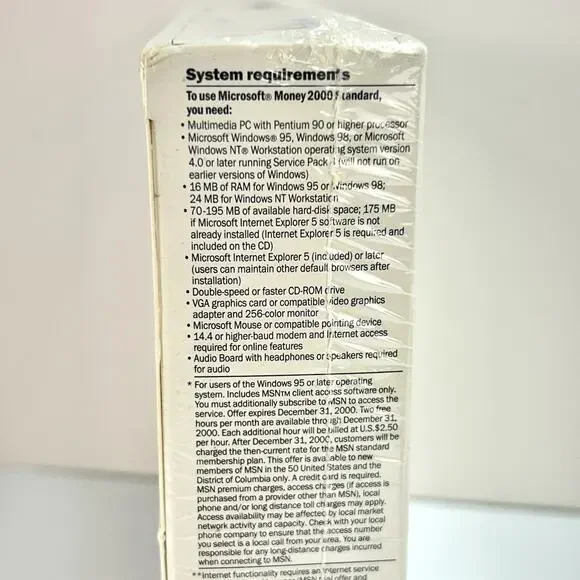 System requirements
To use Microsoft® Money 2000 Standard,
you need:
• Multimedia PC with Pentium 90 or higher processor
• Microsoft Windows® 95, Windows 98, or Microsoft
Windows NT® Workstation operating system version
4.0 or later running Service Pack (will not run on
earlier versions of Windows)
• 16 MB of RAM for Windows 95 or Windows 98;
24 MB for Windows NT Workstation
• 70-195 MB of available hard-disk space; 175 MB
if Microsoft Internet Explorer 5 software is not
already installed (Internet Explorer 5 is required and
included on the CD)
• Microsoft Internet Explorer 5 (included) or later
(users can maintain other default browsers after
installation)
• Double-speed or faster CD-ROM drive
• VGA graphics card or compatible video graphics
adapter and 256-color monitor
• Microsoft Mouse or compatible pointing device
• 14.4 or higher-baud modem and Internet access
required for online features
• Audio Board with headphones or speakers required
for audio
* For users of the Windows 95 or later operating
system. Includes MSN™ client access software only.
You must additionally subscribe to MSN to access the
service. Offer expires December 31, 2000. Two free
hours per month are available through December 31,
2000. Each additional hour will be billed at U.S.$2.50
per hour. After December 31, 2000, customers will be
charged the then-current rate for the MSN standard
membership plan. This offer is available to new
members of MSN in the 50 United States and the
District of Columbia only. A credit card is required.
MSN premium charges, access charges (if access is
purchased from a provider other than MSN), local
phone and/or long distance toll charges may apply.
Access availability may be affected by local market
network activity and capacity. Check with your local
phone company to ensure that the access number
you select is a local call from your area. You are
responsible for any long-distance charges incurred
when connecting to MSN.
**Internet functionality requires an Internet service
offer and